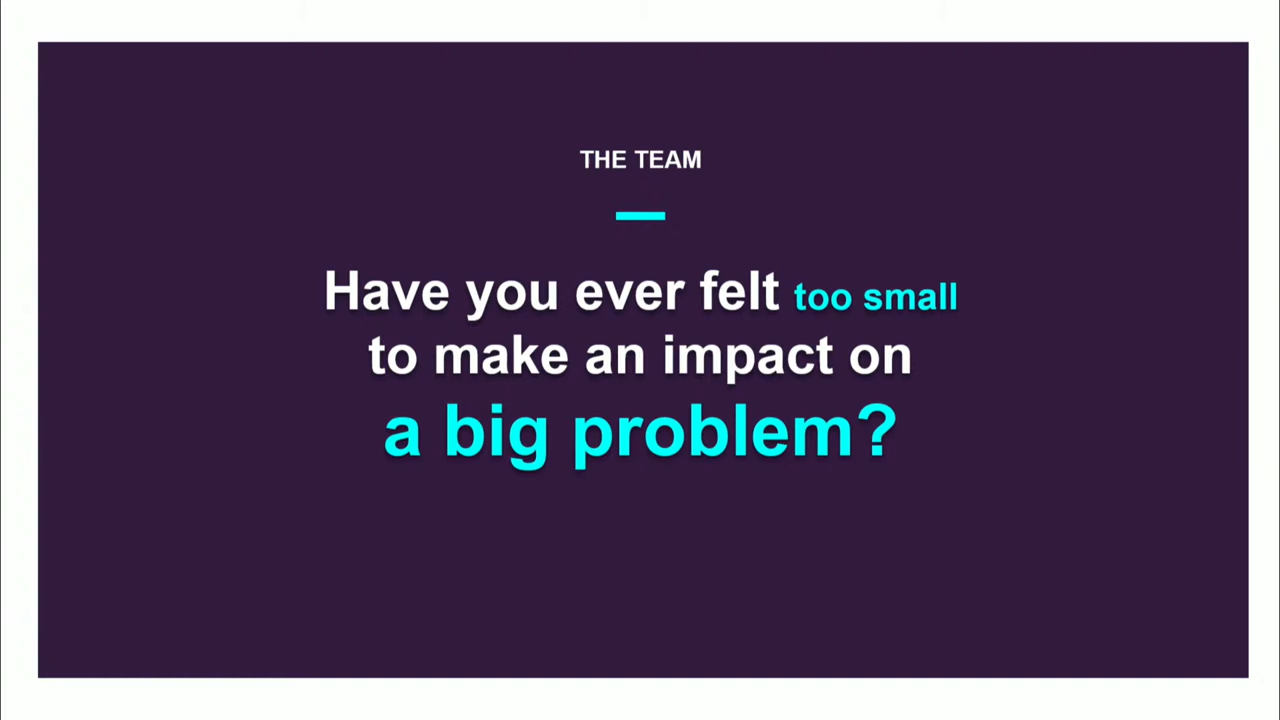 THE TEAM
Have you ever felt too small
to make an impact on
a big problem?